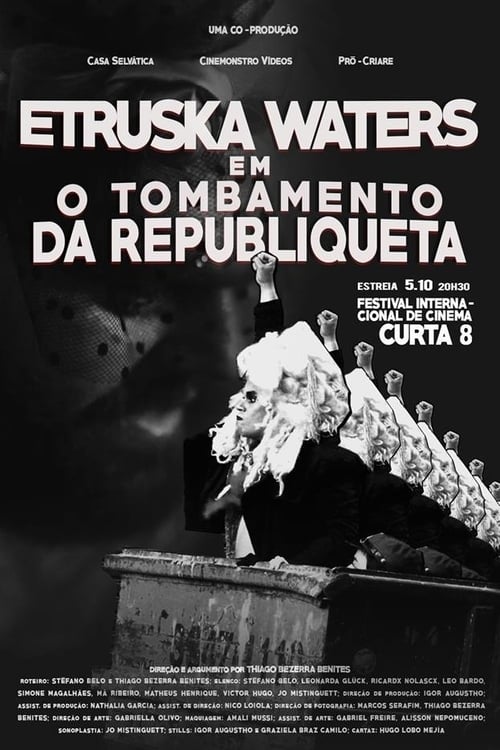 UMA CO-PRODUÇÃO
CASA SELVÁTICA CINEMONSTRO VÍDEOS PRÓ-CRIARE
ETRUSKA WATERS
EM
O TOMBAMENTO
DA REPUBLIQUETA
ESTREIA 5.10 20H30
FESTIVAL INTERNA-
CIONAL DE CINEMA
CURTA 8
DIREÇÃO E ARGUMENTO POR THIAGO BEZERRA BENITES
ROTEIRO: STÉFANO BELO E THIAGO BEZERRA BENITES; ELENCO: STÉFANO BELO, LEONARDA GLÜCK, RICARDX NOLASCX, LEO BARDO,
SIMONE MAGALHÃES, MÁ RIBEIRO, MATHEUS HENRIQUE, VICTOR HUGO, JO MISTINGUETT; DIREÇÃO DE PRODUÇÃO: IGOR AUGUSTHO;
ASSIST. DE PRODUÇÃO: NATHALIA GARCIA; ASSIST. DE DIREÇÃO: NICO LOIOLA; DIREÇÃO DE FOTOGRAFIA: MARCOS SERAFIM, THIAGO BEZERRA
BENITES; DIREÇÃO DE ARTE: GABRIELLA OLIVO; MAQUIAGEM: AMALI MUSSI; ASSIST. DE ARTE: GABRIEL FREIRE, ALISSON NEPOMUCENO;
SONOPLASTIA: JO MISTINGUETT; STILLS: IGOR AUGUSTHO E GRAZIELA BRAZ CAMILO; CARTAZ: HUGO LOBO MEJÍA